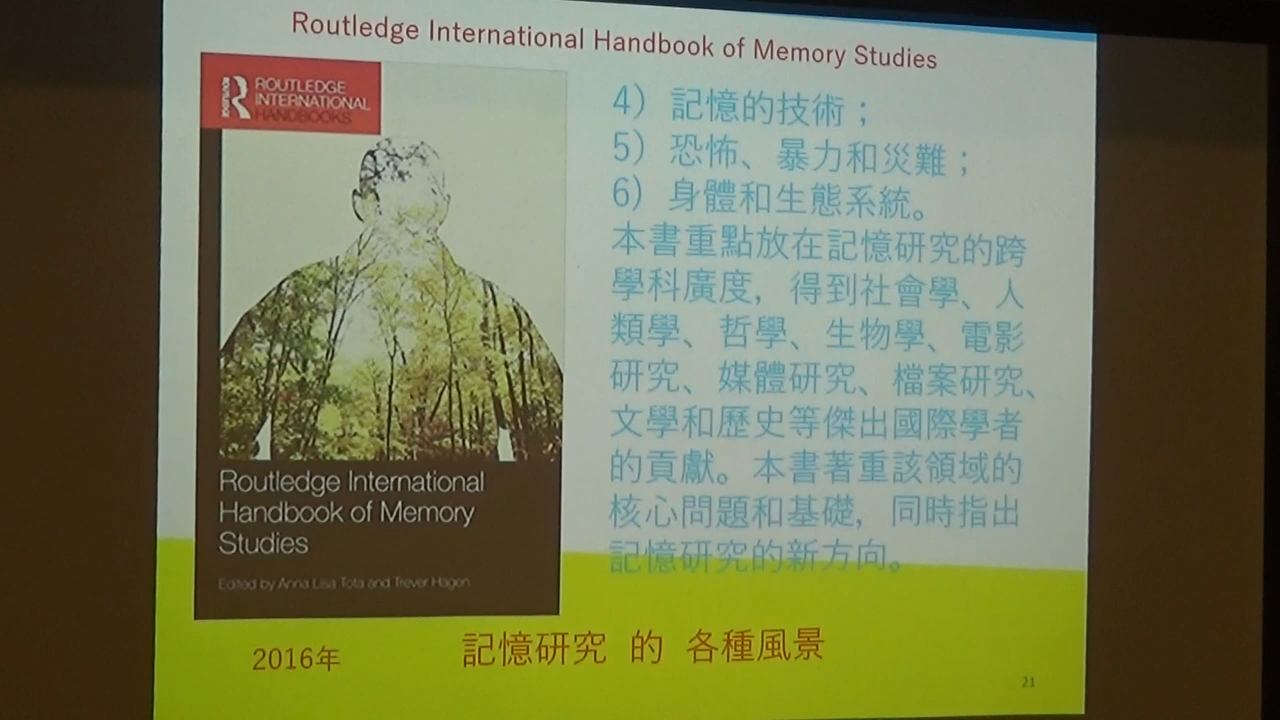 Routledge International Handbook of Memory Studies
ROUTLEDGE
ROUTLEDGE
INTERNATIONAL
HANDBOOKS
Routledge International
Handbook of Memory
Studies
Edited by Anna Lisa Tota and Trever Hagen
4）記憶的技術；
5）恐怖、暴力和災難；
6）身體和生態系統。
本書重點放在記憶研究的跨
學科廣度，得到社會學、人
類學、哲學、生物學、電影
研究、媒體研究、檔案研究、
文學和歷史等傑出國際學者
的貢獻。本書著重該領域的
核心問題和基礎，同時指出
記憶研究的新方向。
2016年
記憶研究 的 各種風景
21